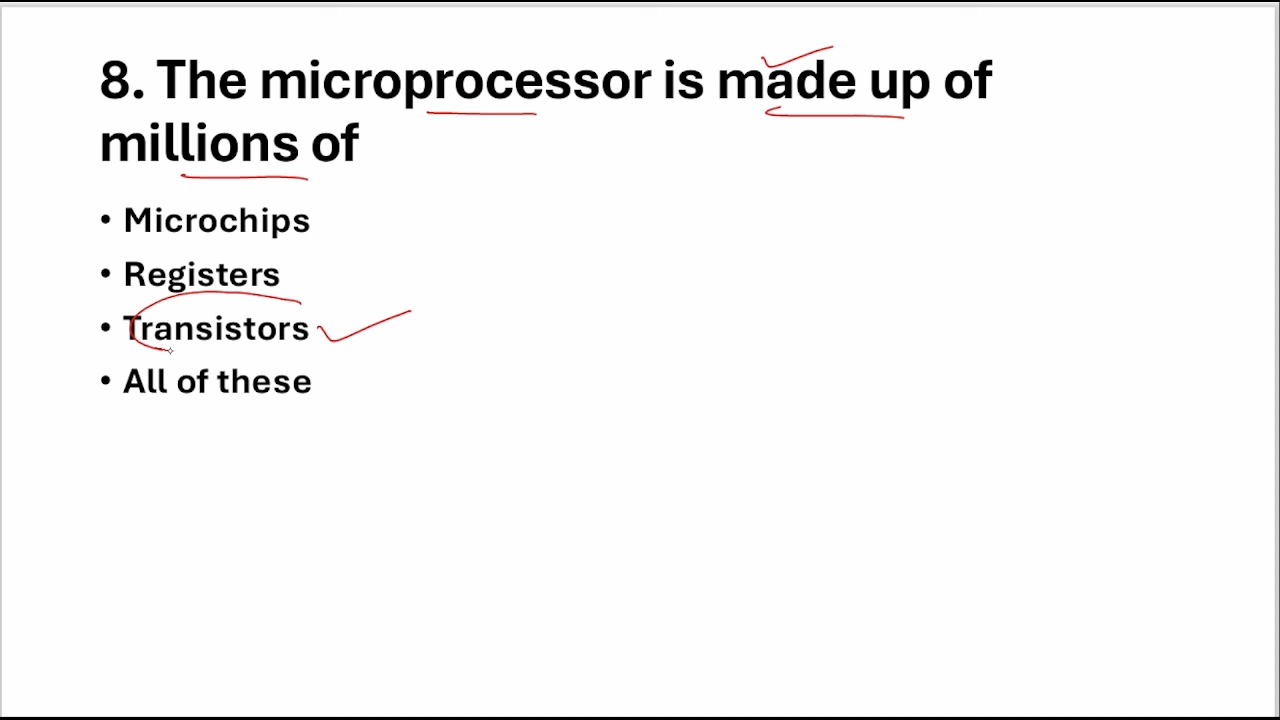 8. The microprocessor is made up of
millions of
• Microchips
• Registers
• Transistors
• All of these